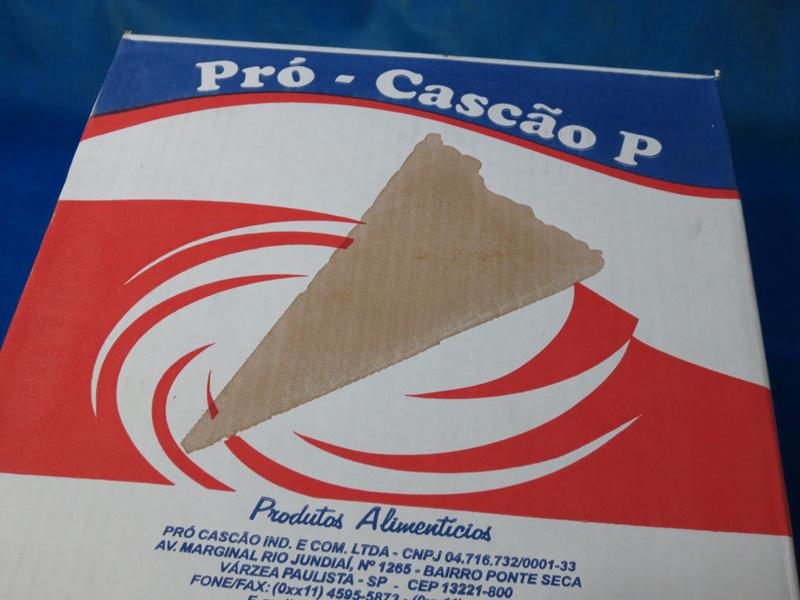 Pró - Cascão P
Produtos Alimentícios
PRÓ CASCÃO IND. E COM. LTDA - CNPJ 04.716.732/0001-33
AV. MARGINAL RIO JUNDIAÍ, Nº 1265 - BAIRRO PONTE SECA
VÁRZEA PAULISTA - SP - CEP 13221-800
FONE/FAX: (0xx11) 4595-5873 -